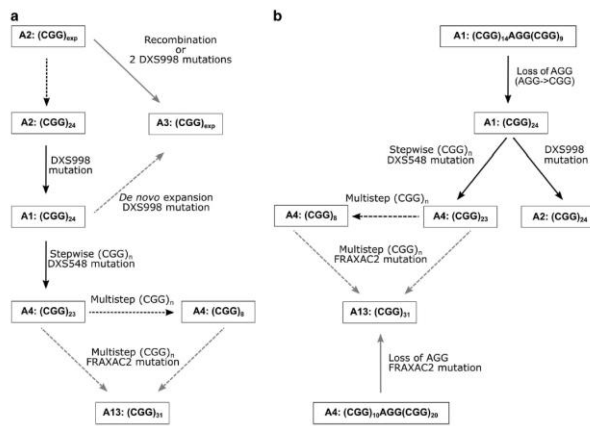 a
A2: (CGG)exp
Recombination
or
2 DXS998 mutations
A2: (CGG)24
A3: (CGG)exp
DXS998
mutation
De novo expansion
DXS998 mutation
A1: (CGG)24
Stepwise (CGG)n
DXS548 mutation
A4: (CGG)23
Multistep (CGG)n
A4: (CGG)8
Multistep (CGG)n
FRAXAC2 mutation
A13: (CGG)31
b
A1: (CGG)14AGG(CGG)9
Loss of AGG
(AGG->CGG)
A1: (CGG)24
Stepwise (CGG)n
DXS548 mutation
DXS998
mutation
A4: (CGG)8
Multistep (CGG)n
A4: (CGG)23
A2: (CGG)24
Multistep (CGG)n
FRAXAC2 mutation
A13: (CGG)31
Loss of AGG
FRAXAC2 mutation
A4: (CGG)10AGG(CGG)20